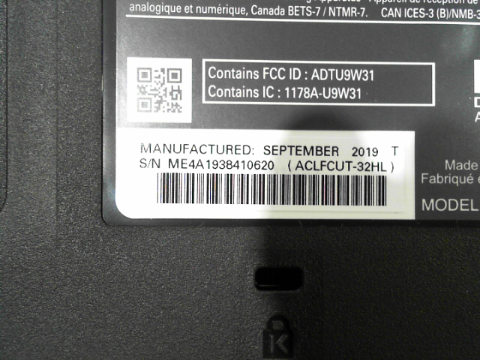 analogique et numérique, Canada BETS-7 / NTMR-7. CAN ICES-3 (B)/NMB-3
Contains FCC ID : ADTU9W31
Contains IC : 1178A-U9W31
MANUFACTURED: SEPTEMBER 2019 T
S/N ME4A1938410620 (ACLFCUT-32HL)
Made
Fabriqué
MODEL
K